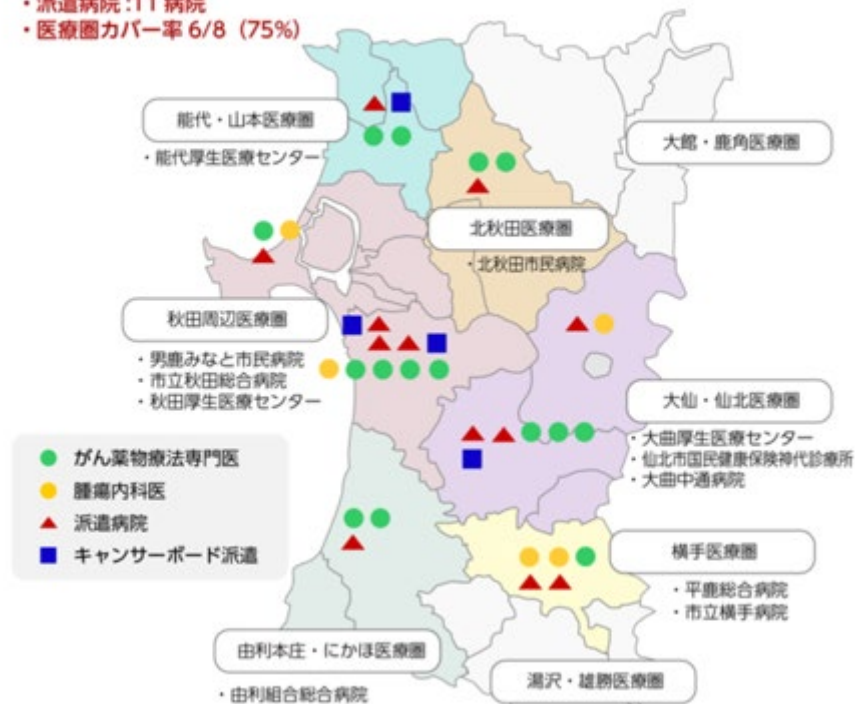 ・派遣病院:11 病院
・医療圏カバー率 6/8（75%）
能代・山本医療圏
・能代厚生医療センター
大館・鹿角医療圏
北秋田医療圏
・北秋田市民病院
秋田周辺医療圏
・男鹿みなと市民病院
・市立秋田総合病院
・秋田厚生医療センター
大仙・仙北医療圏
・大曲厚生医療センター
・仙北市国民健康保険神代診療所
・大曲中通病院
がん薬物療法専門医
腫瘍内科医
派遣病院
キャンサーボード派遣
横手医療圏
・平鹿総合病院
・市立横手病院
由利本庄・にかほ医療圏
・由利組合総合病院
湯沢・雄勝医療圏